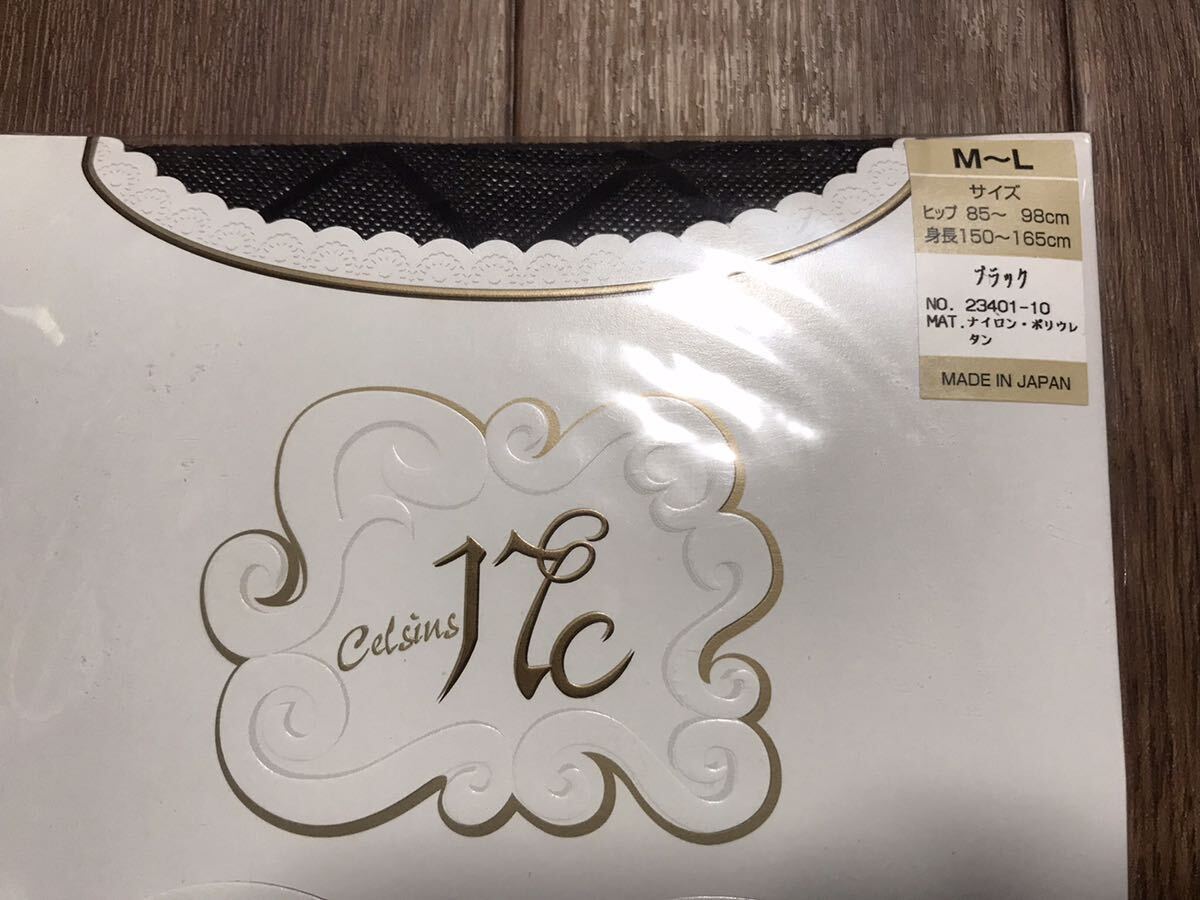 M～L
サイズ
ヒップ 85～ 98cm
身長150～165cm
ブラック
NO. 23401-10
MAT.ナイロン・ポリウレ
タン
MADE IN JAPAN
Celsins 17℃